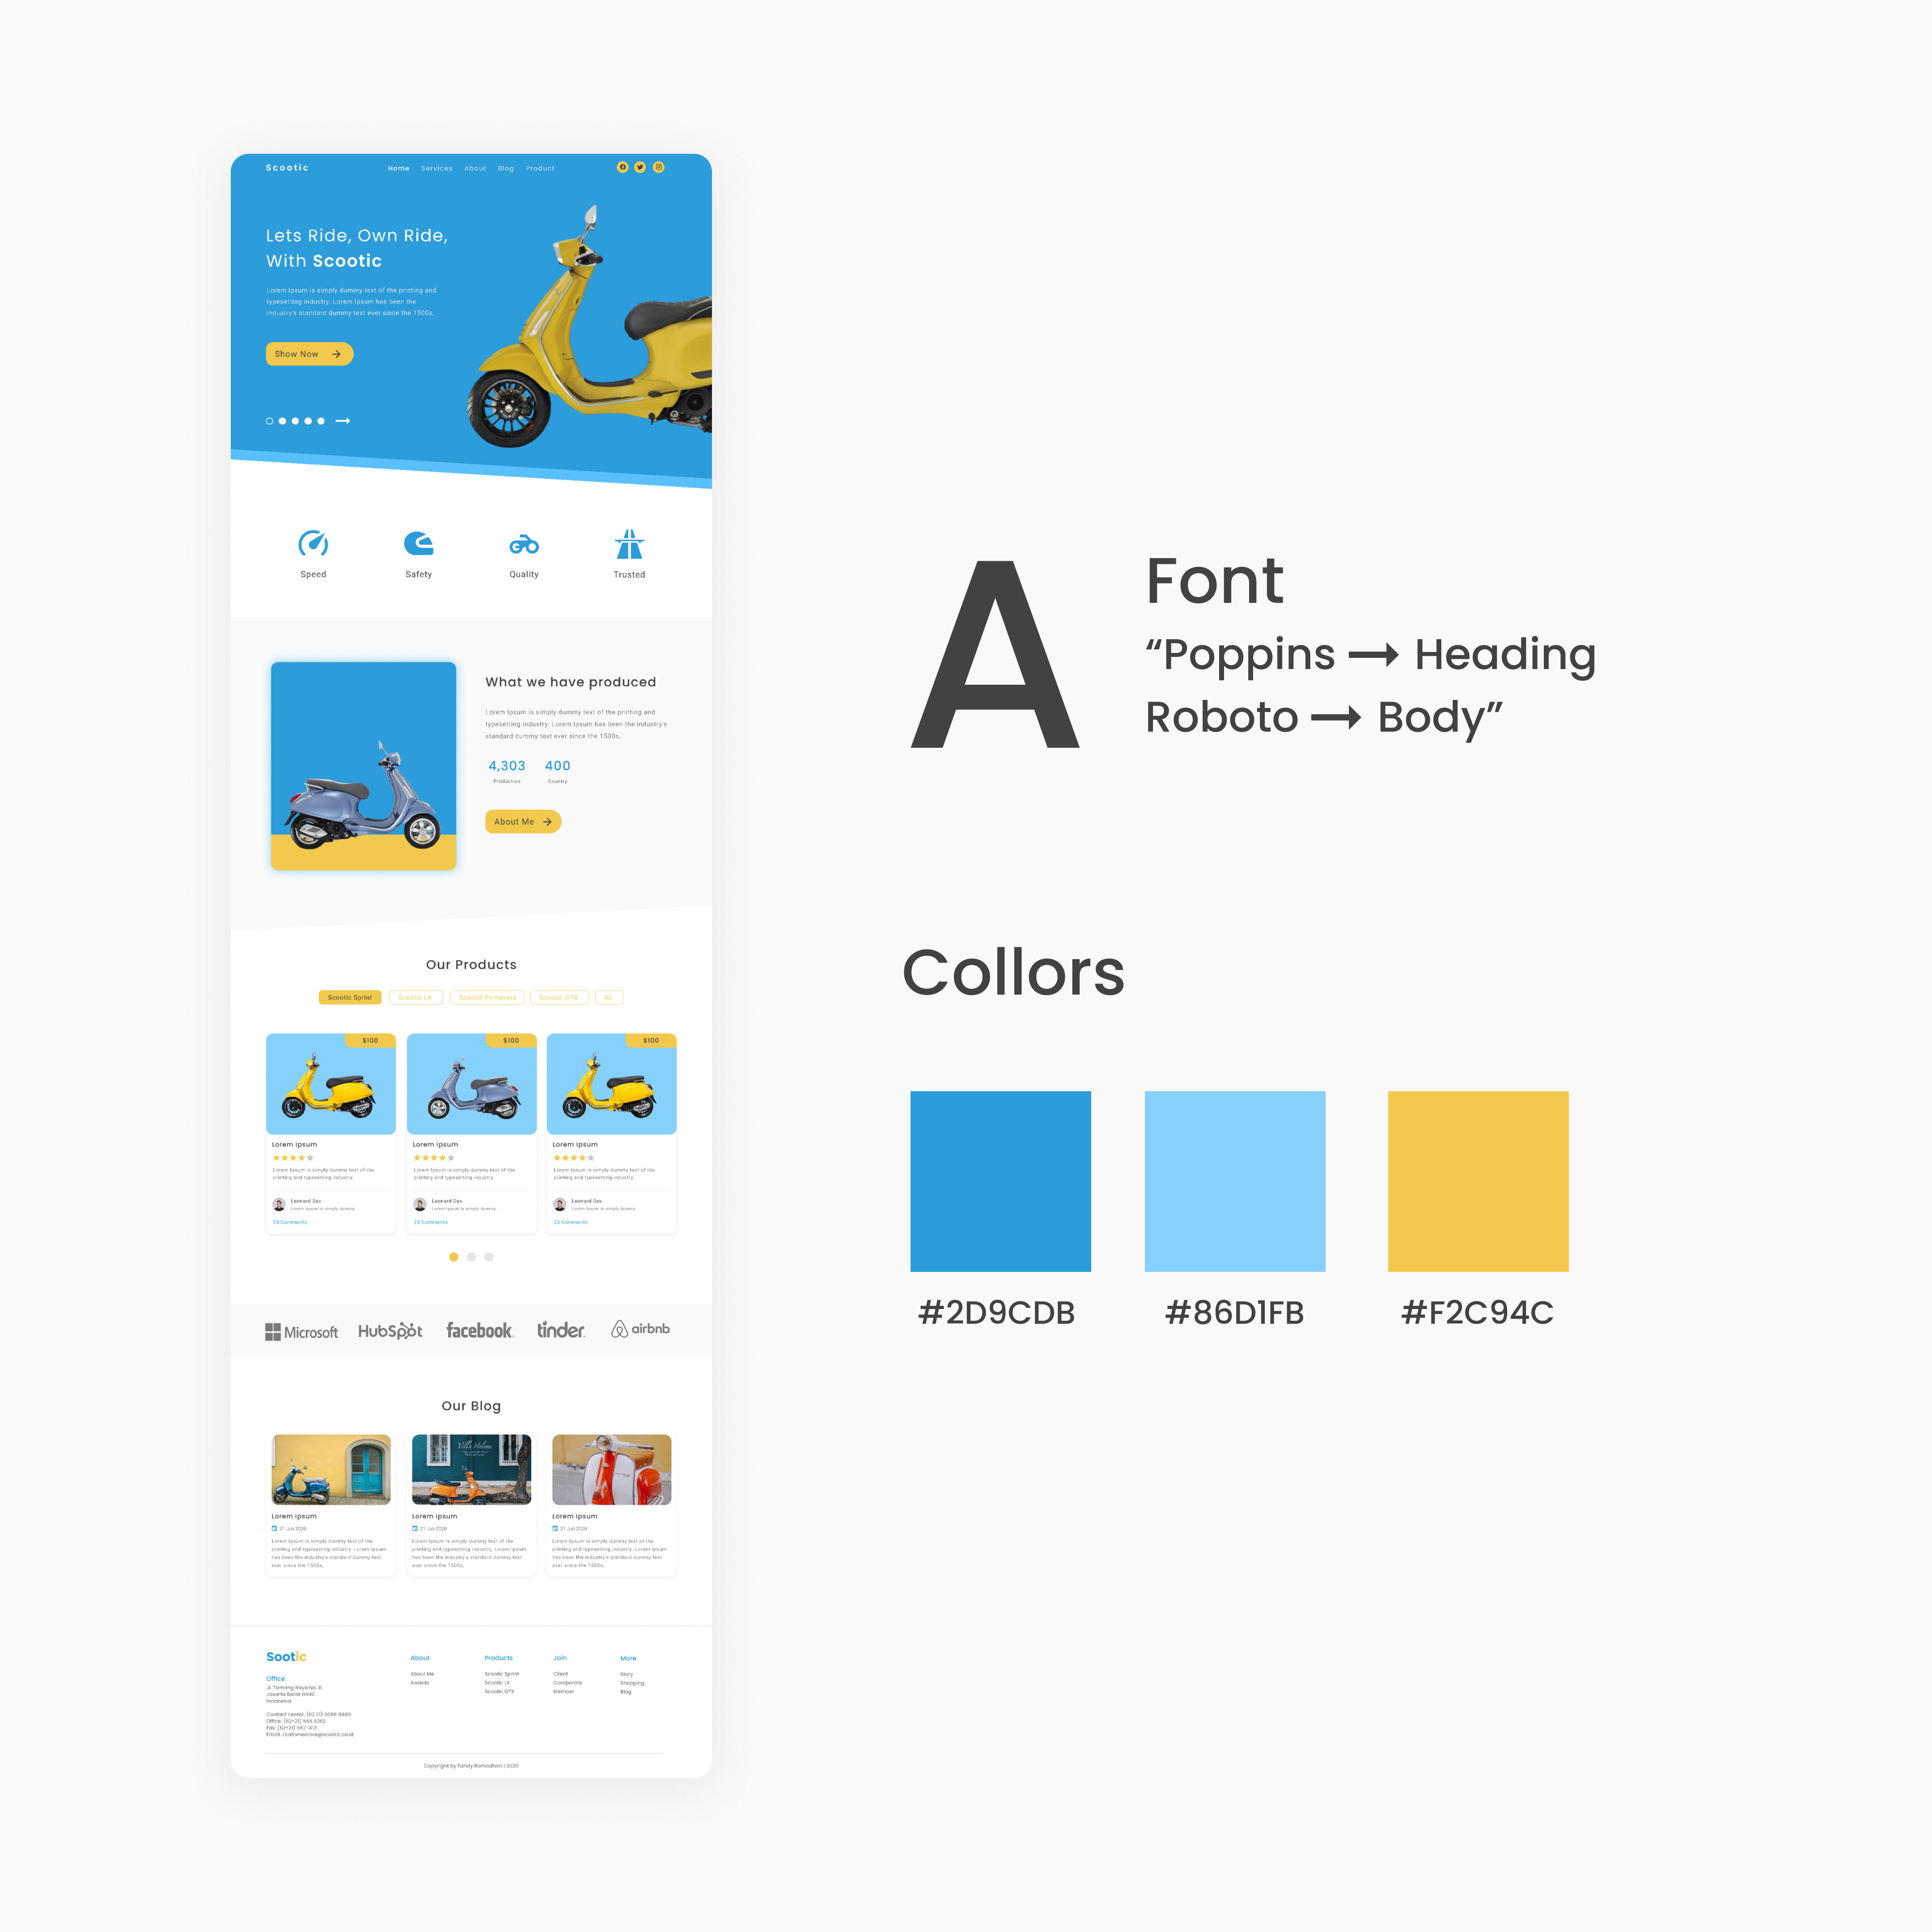 Scootic
Home Services About Blog Product
Lets Ride, Own Ride,
With Scootic
Lorem Ipsum is simply dummy text of the printing and
typesetting industry. Lorem Ipsum has been the
industry's standard dummy text ever since the 1500s,
Show Now
Speed
Safety
Quality
Trusted
What we have produced
Lorem Ipsum is simply dummy text of the printing and
typesetting industry. Lorem Ipsum has been the industry's
standard dummy text ever since the 1500s,
4,303 400
Production Country
About Me
Our Products
Scootic Sprint Scootic LX Scootic Primavera Scootic GTX All
$100
Lorem Ipsum
Lorem Ipsum is simply dummy text of the
printing and typesetting industry.
Leonard Dav
Lorem Ipsum is simply dummy ...
23 Comments
$100
Lorem Ipsum
Lorem Ipsum is simply dummy text of the
printing and typesetting industry.
Leonard Dav
Lorem Ipsum is simply dummy ...
23 Comments
$100
Lorem Ipsum
Lorem Ipsum is simply dummy text of the
printing and typesetting industry.
Leonard Dav
Lorem Ipsum is simply dummy ...
23 Comments
Microsoft HubSpot facebook tinder airbnb
Our Blog
Lorem Ipsum
21 Juli 2020
Lorem Ipsum is simply dummy text of the
printing and typesetting industry. Lorem Ipsum
has been the industry's standard dummy text
ever since the 1500s,
Villa Helena
Lorem Ipsum
21 Juli 2020
Lorem Ipsum is simply dummy text of the
printing and typesetting industry. Lorem Ipsum
has been the industry's standard dummy text
ever since the 1500s,
Lorem Ipsum
21 Juli 2020
Lorem Ipsum is simply dummy text of the
printing and typesetting industry. Lorem Ipsum
has been the industry's standard dummy text
ever since the 1500s,
Sootic
Office
Jl. Tomang Raya No. 11
Jakarta Barat 11440
Indonesia
Office. (62-21) 566 5263
Fax. (62-21) 567 1413
Email. customercare@scootic.co.id
About
About Me
Awards
Products
Scootic Sprint
Scootic LX
Scootic GTX
Join
Client
Coorporate
Member
More
Story
Shopping
Blog
Copyright by Fandy Ramadhan | 2020
A
Font
“Poppins → Heading
Roboto → Body”
Collors
#2D9CDB #86D1FB #F2C94C